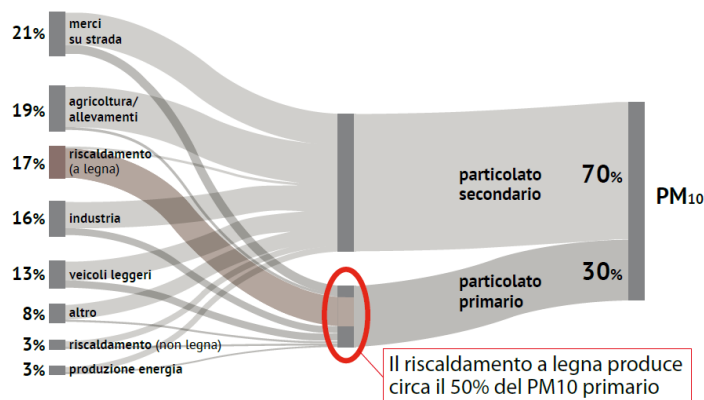 21% merci
su strada
19% agricoltura/
allevamenti
17% riscaldamento
(a legna)
16% industria
13% veicoli leggeri
8% altro
3% riscaldamento (non legna)
3% produzione energia
particolato
secondario
70%
particolato
primario
30%
PM10
Il riscaldamento a legna produce
circa il 50% del PM10 primario